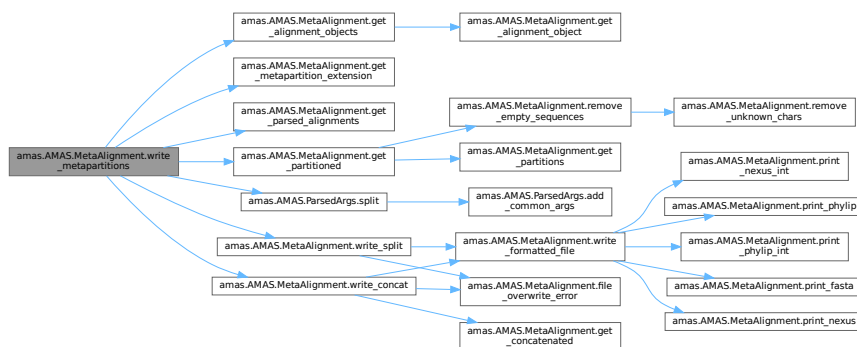 amas.AMAS.MetaAlignment.write
_metapartitions
amas.AMAS.MetaAlignment.get
_alignment_objects
amas.AMAS.MetaAlignment.get
_alignment_object
amas.AMAS.MetaAlignment.get
_metapartition_extension
amas.AMAS.MetaAlignment.get
_parsed_alignments
amas.AMAS.MetaAlignment.get
_partitioned
amas.AMAS.MetaAlignment.remove
_empty_sequences
amas.AMAS.MetaAlignment.remove
_unknown_chars
amas.AMAS.MetaAlignment.get
_partitions
amas.AMAS.ParsedArgs.split
amas.AMAS.ParsedArgs.add
_common_args
amas.AMAS.MetaAlignment.write_split
amas.AMAS.MetaAlignment.write
_formatted_file
amas.AMAS.MetaAlignment.print
_nexus_int
amas.AMAS.MetaAlignment.print_phylip
amas.AMAS.MetaAlignment.print
_phylip_int
amas.AMAS.MetaAlignment.print_fasta
amas.AMAS.MetaAlignment.print_nexus
amas.AMAS.MetaAlignment.write_concat
amas.AMAS.MetaAlignment.file
_overwrite_error
amas.AMAS.MetaAlignment.get
_concatenated